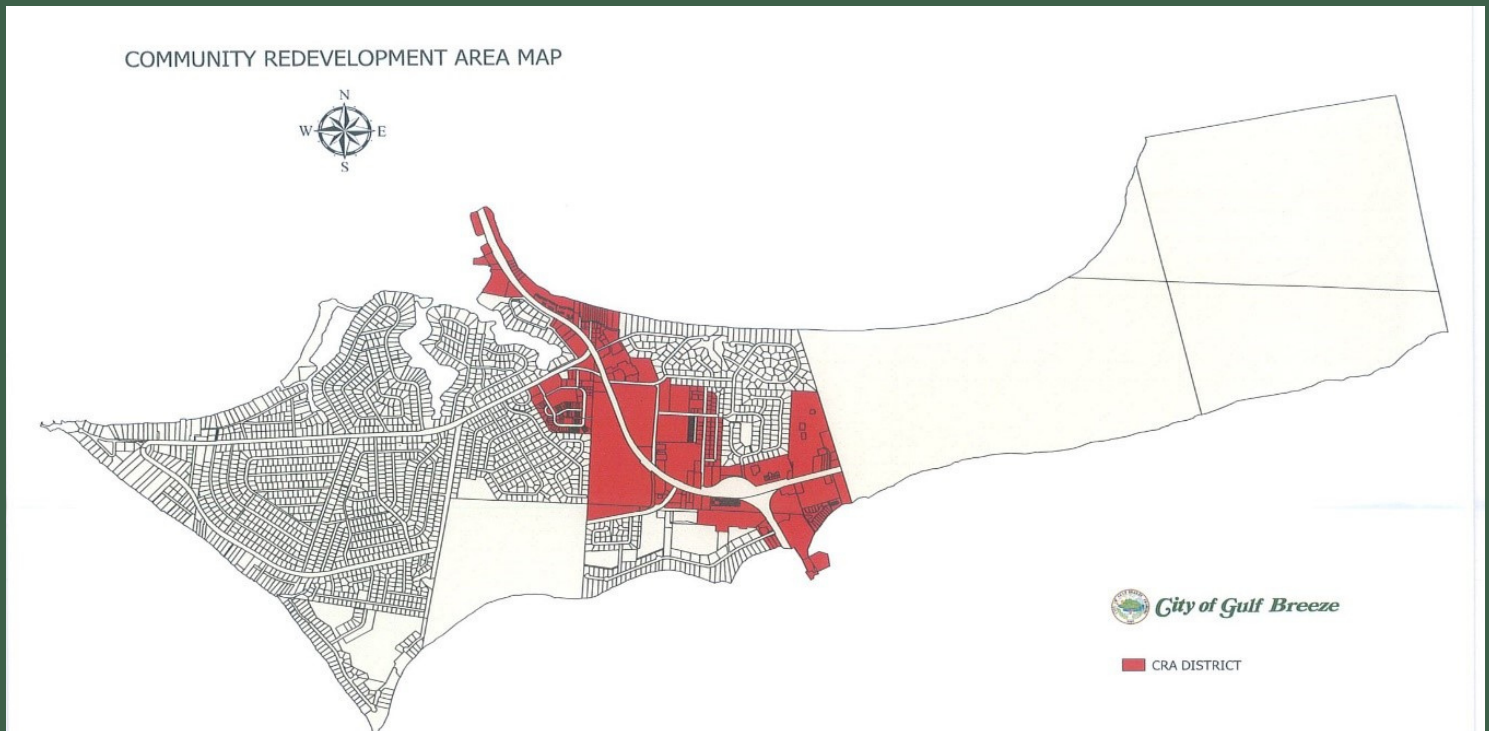 COMMUNITY REDEVELOPMENT AREA MAP
N
W E
S
City of Gulf Breeze
CRA DISTRICT